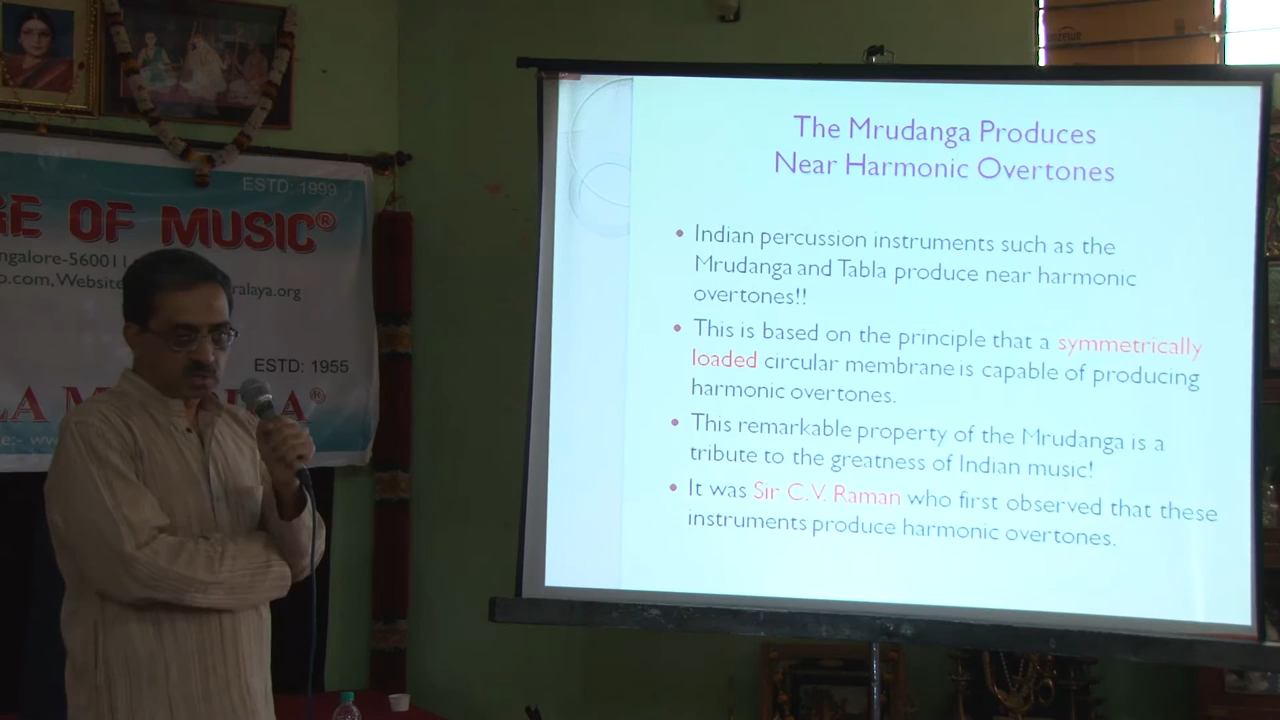 ESTD: 1999
GE OF MUSIC®
ngalore-560011
o.com, Website
ralaya.org
ESTD: 1955
LA M
A®
e:- ww
The Mrudanga Produces
Near Harmonic Overtones
• Indian percussion instruments such as the
Mrudanga and Tabla produce near harmonic
overtones!!
• This is based on the principle that a symmetrically
loaded circular membrane is capable of producing
harmonic overtones.
• This remarkable property of the Mrudanga is a
tribute to the greatness of Indian music!
• It was Sir C.V. Raman who first observed that these
instruments produce harmonic overtones.